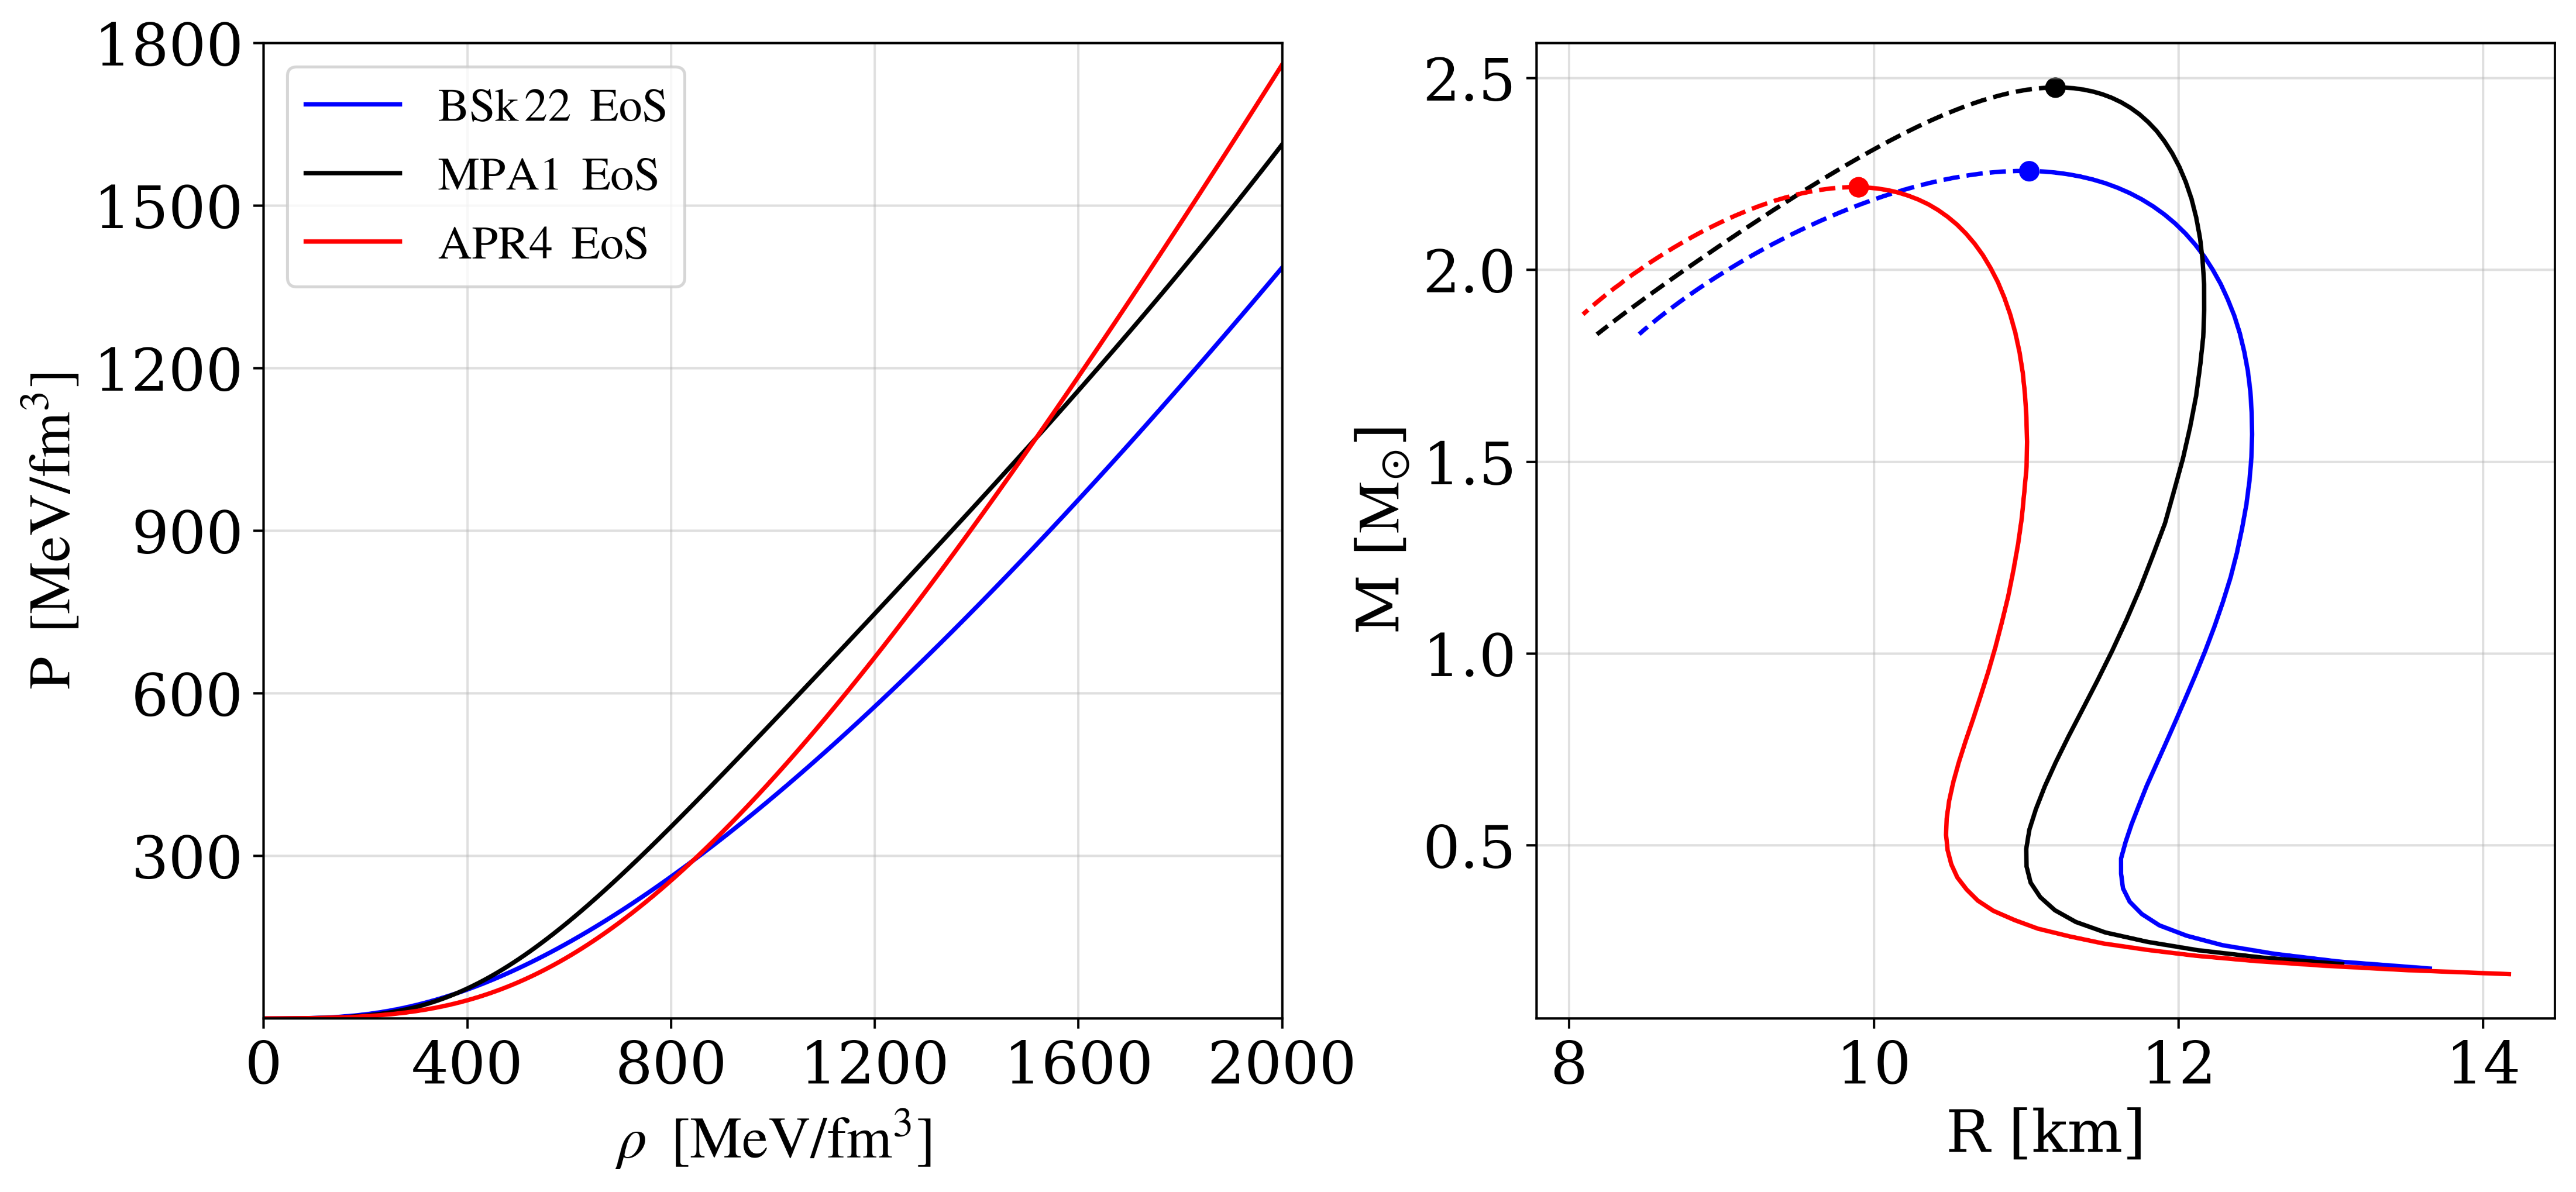 1800
1500
1200
900
600
300
0 400 800 1200 1600 2000
P [MeV/fm³]
ρ [MeV/fm³]
BSk22 EoS
MPA1 EoS
APR4 EoS
2.5
2.0
1.5
1.0
0.5
8 10 12 14
M [M⊙]
R [km]